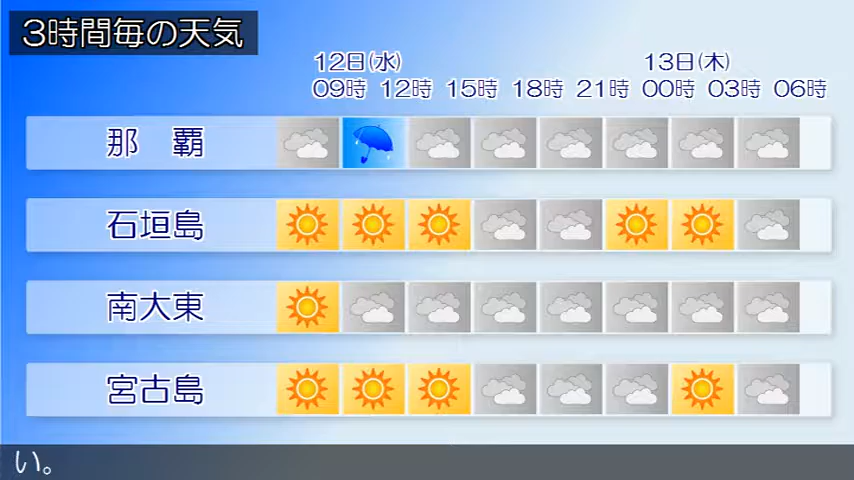 3時間毎の天気
12日(水) 13日(木)
09時 12時 15時 18時 21時 00時 03時 06時
那　覇
石垣島
南大東
宮古島
い。